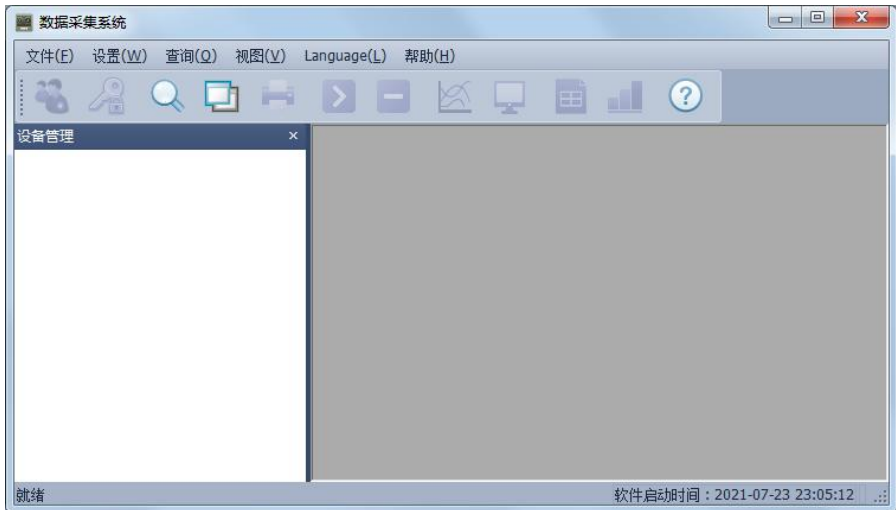 数据采集系统
文件(F) 设置(W) 查询(Q) 视图(V) Language(L) 帮助(H)
设备管理
就绪 软件启动时间：2021-07-23 23:05:12